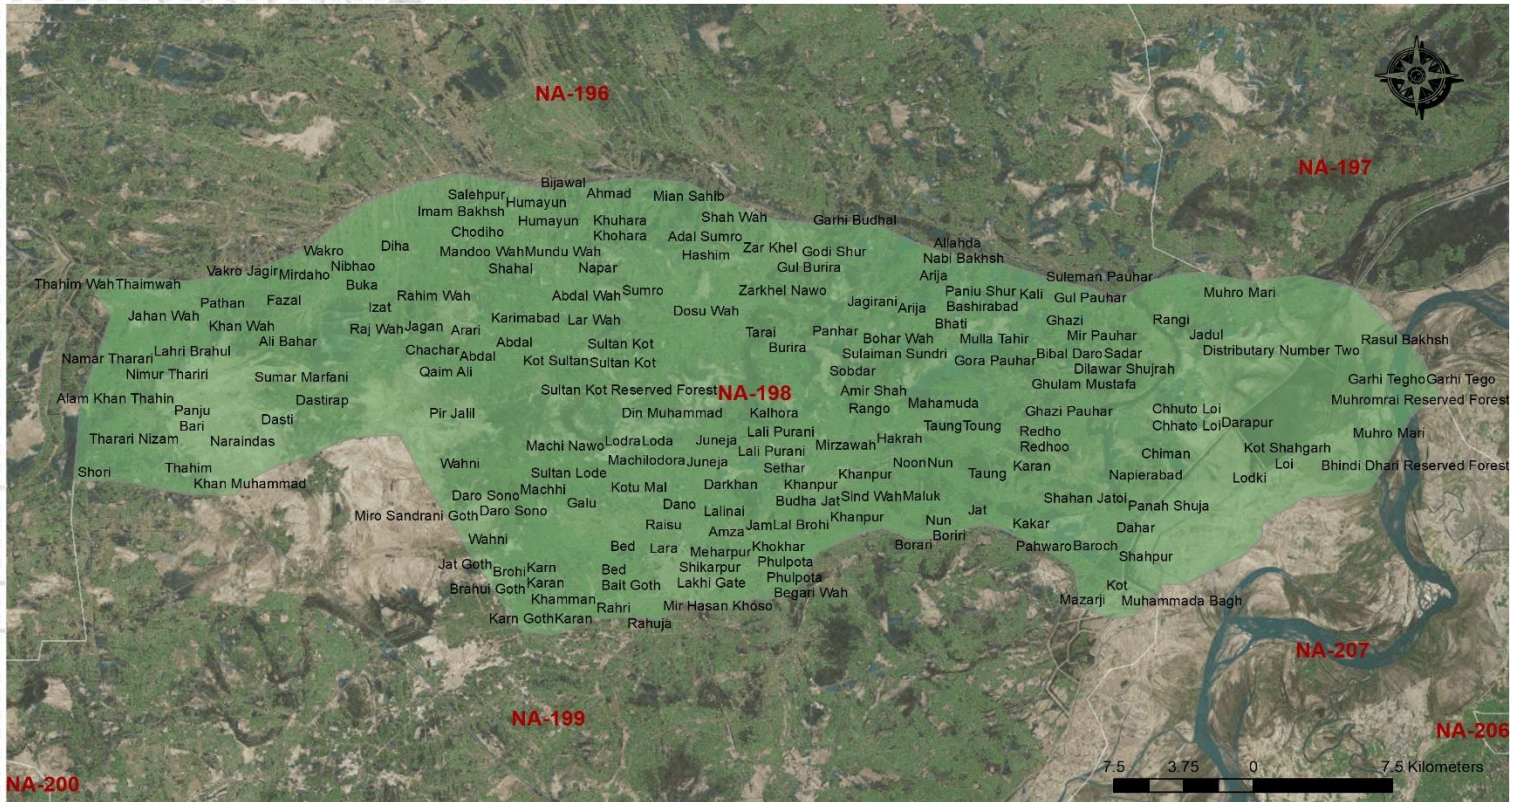 NA-196
NA-197
Bijawal
Salehpur
Ahmad
Mian Sahib
Humayun
Imam Bakhsh
Humayun
Khuhara
Shah Wah
Garhi Budhal
Chodiho
Khohara
Adal Sumro
Wakro
Diha
Mandoo Wah
Mundu Wah
Hashim
Zar Khel
Godi Shur
Allahda
Nabi Bakhsh
Vakro Jagir
Mirdaho
Nibhao
Shahal
Napar
Gul Burira
Arija
Suleman Pauhar
Thahim Wah
Thaimwah
Buka
Pathan
Fazal
Izat
Rahim Wah
Abdal Wah
Sumro
Zarkhel Nawo
Jagirani
Arija
Paniu Shur
Kali
Gul Pauhar
Bashirabad
Muhro Mari
Jahan Wah
Khan Wah
Raj Wah
Jagan
Arari
Karimabad
Lar Wah
Dosu Wah
Tarai
Panhar
Bohar Wah
Bhati
Mulla Tahir
Ghazi
Mir Pauhar
Rangi
Jadul
Rasul Bakhsh
Ali Bahar
Lahri Brahul
Namar Tharari
Chachar
Abdal
Abdal
Sultan Kot
Burira
Sulaiman Sundri
Gora Pauhar
Bibal Daro
Sadar
Distributary Number Two
Kot Sultan
Sultan Kot
Nimur Thariri
Sumar Marfani
Qaim Ali
Sobdar
Dilawar Shujrah
Ghulam Mustafa
Garhi Tegho
Garhi Tego
Sultan Kot Reserved Forest
NA-198
Amir Shah
Alam Khan Thahin
Dastirap
Muhromrai Reserved Forest
Panju
Bari
Dasti
Pir Jalil
Din Muhammad
Kalhora
Rango
Mahamuda
Ghazi Pauhar
Chhuto Loi
Chhato Loi
Darapur
Tharari Nizam
Naraindas
Machi Nawo
Lodra
Loda
Juneja
Lali Purani
Lali Purani
Mirzawah
Hakrah
Taung
Toung
Redho
Redhoo
Muhro Mari
Kot Shahgarh
Chiman
Shori
Thahim
Khan Muhammad
Wahni
Sultan Lode
Machi
lodora
Juneja
Sethar
Khanpur
Noon
Nun
Taung
Karan
Napierabad
Loi
Lodki
Bhindi Dhari Reserved Forest
Daro Sono
Daro Sono
Machhi
Galu
Kotu Mal
Darkhan
Khanpur
Dano
Lalinai
Budha Jat
Sind Wah
Maluk
Jat
Shahan Jatoi
Panah Shuja
Miro Sandrani Goth
Raisu
Amza
Jam
Lal Brohi
Khanpur
Nun
Boriri
Kakar
Dahar
Wahni
Bed
Lara
Meharpur
Khokhar
Borari
Pahwaro
Baroch
Shahpur
Jat Goth
Brohi
Karn
Bed
Shikarpur
Phulpota
Brahui Goth
Karan
Bait Goth
Lakhi Gate
Phulpota
Begari Wah
Kot
Khamman
Rahri
Mir Hasan Khoso
Mazarji
Muhammada Bagh
Karn Goth
Karan
Rahuja
NA-207
NA-199
NA-206
NA-200
7.5 3.75 0 7.5 Kilometers